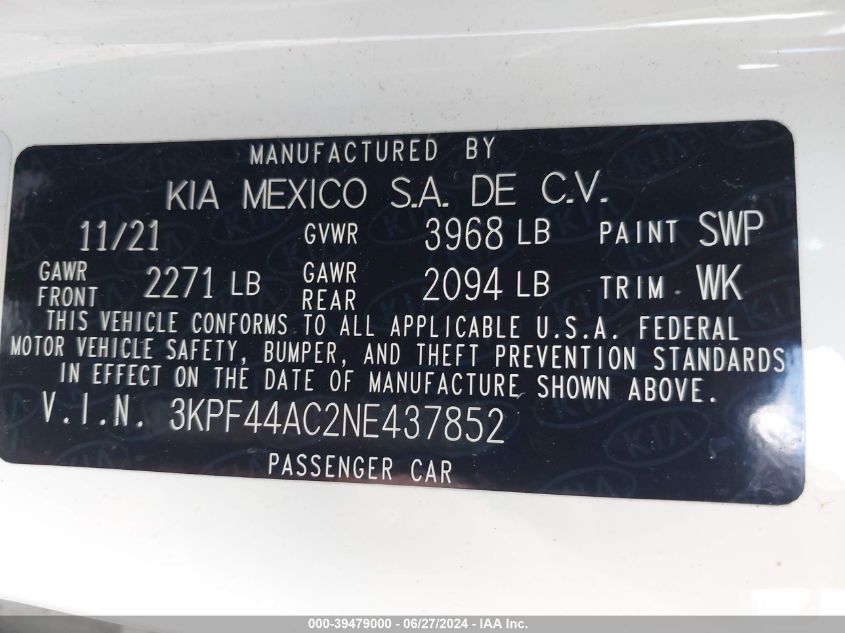 MANUFACTURED BY
KIA MEXICO S.A. DE C.V.
11/21 GVWR 3968 LB PAINT SWP
GAWR FRONT 2271 LB GAWR REAR 2094 LB TRIM WK
THIS VEHICLE CONFORMS TO ALL APPLICABLE U.S.A. FEDERAL
MOTOR VEHICLE SAFETY, BUMPER, AND THEFT PREVENTION STANDARDS
IN EFFECT ON THE DATE OF MANUFACTURE SHOWN ABOVE.
V.I.N. 3KPF44AC2NE437852
PASSENGER CAR
000-39479000 — 06/27/2024 — IAA Inc.